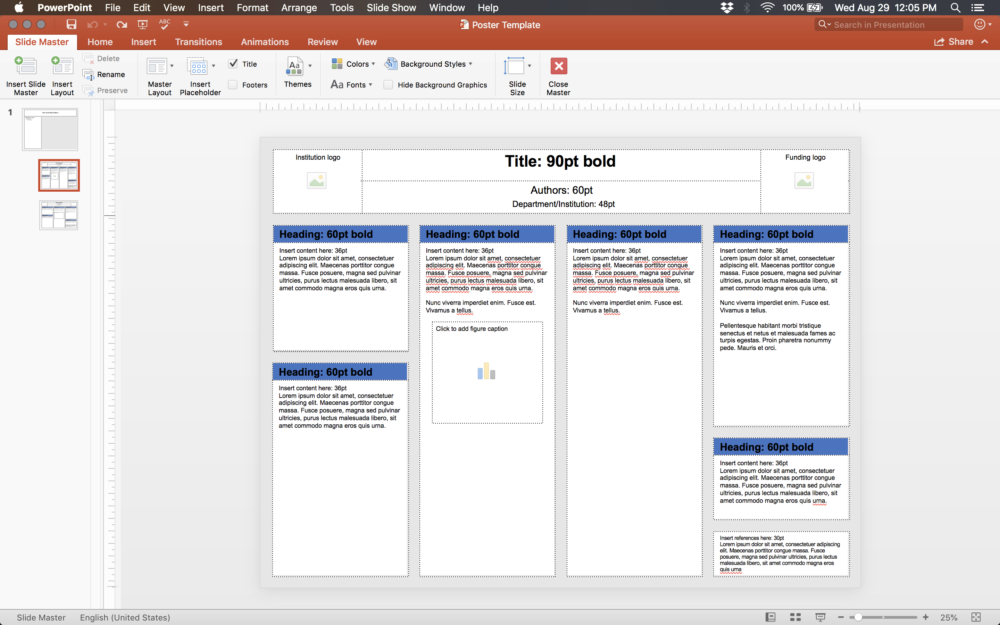 PowerPoint File Edit View Insert Format Arrange Tools Slide Show Window Help 100% Wed Aug 29 12:05 PM
ABC Poster Template Search in Presentation
Slide Master Home Insert Transitions Animations Review View Share
Insert Slide Master
Insert Layout
Delete
Rename
Preserve
Master Layout
Insert Placeholder
Title
Footers
Aa
Themes
Colors
Aa Fonts
Background Styles
Hide Background Graphics
Slide Size
Close Master
1
Institution logo
Title: 90pt bold
Authors: 60pt
Department/Institution: 48pt
Funding logo
Heading: 60pt bold
Insert content here: 36pt
Lorem ipsum dolor sit amet, consectetuer
adipiscing elit. Maecenas porttitor congue
massa. Fusce posuere, magna sed pulvinar
ultricies, purus lectus malesuada libero, sit
amet commodo magna eros quis urna.
Heading: 60pt bold
Insert content here: 36pt
Lorem ipsum dolor sit amet, consectetuer
adipiscing elit. Maecenas porttitor congue
massa. Fusce posuere, magna sed pulvinar
ultricies, purus lectus malesuada libero, sit
amet commodo magna eros quis urna.
Heading: 60pt bold
Insert content here: 36pt
Lorem ipsum dolor sit amet, consectetuer
adipiscing elit. Maecenas porttitor congue
massa. Fusce posuere, magna sed pulvinar
ultricies, purus lectus malesuada libero, sit
amet commodo magna eros quis urna.
Nunc viverra imperdiet enim. Fusce est.
Vivamus a tellus.
Click to add figure caption
Heading: 60pt bold
Insert content here: 36pt
Lorem ipsum dolor sit amet, consectetuer
adipiscing elit. Maecenas porttitor congue
massa. Fusce posuere, magna sed pulvinar
ultricies, purus lectus malesuada libero, sit
amet commodo magna eros quis urna.
Nunc viverra imperdiet enim. Fusce est.
Vivamus a tellus.
Heading: 60pt bold
Insert content here: 36pt
Lorem ipsum dolor sit amet, consectetuer
adipiscing elit. Maecenas porttitor congue
massa. Fusce posuere, magna sed pulvinar
ultricies, purus lectus malesuada libero, sit
amet commodo magna eros quis urna.
Nunc viverra imperdiet enim. Fusce est.
Vivamus a tellus.
Pellentesque habitant morbi tristique
senectus et netus et malesuada fames ac
turpis egestas. Proin pharetra nonummy
pede. Mauris et orci.
Heading: 60pt bold
Insert content here: 36pt
Lorem ipsum dolor sit amet, consectetuer
adipiscing elit. Maecenas porttitor congue
massa. Fusce posuere, magna sed pulvinar
ultricies, purus lectus malesuada libero, sit
amet commodo magna eros quis urna.
Insert references here: 30pt
Lorem ipsum dolor sit amet, consectetuer adipiscing
elit. Maecenas porttitor congue massa. Fusce
posuere, magna sed pulvinar ultricies, purus lectus
malesuada libero, sit amet commodo magna eros
quis urna
Slide Master English (United States) 25%